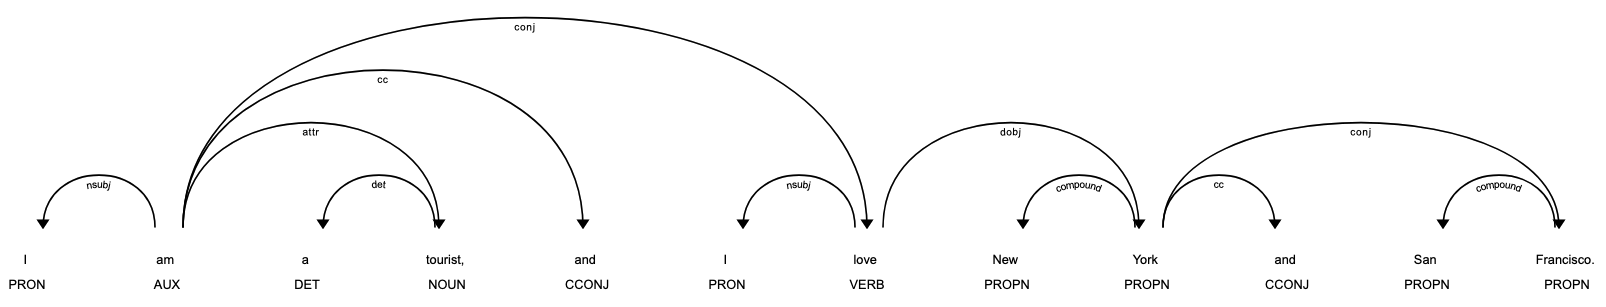 conj
cc
attr dobj conj
nsubj det nsubj compound cc compound
I am a tourist, and I love New York and San Francisco.
PRON AUX DET NOUN CCONJ PRON VERB PROPN PROPN CCONJ PROPN PROPN